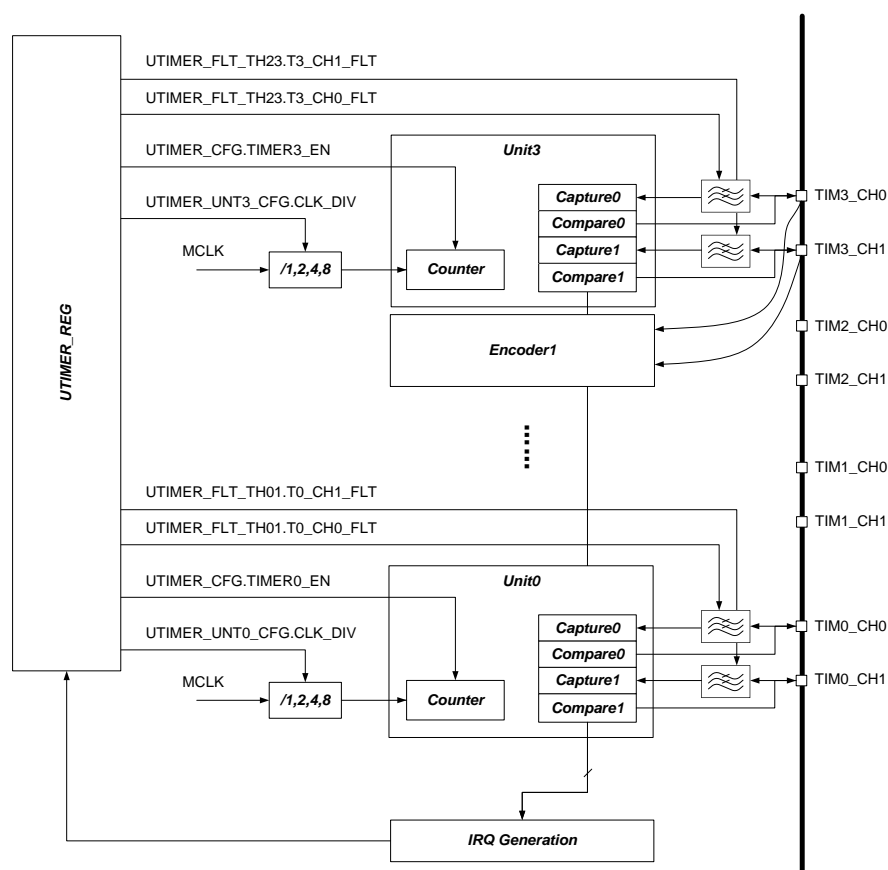 UTIMER_FLT_TH23.T3_CH1_FLT
UTIMER_FLT_TH23.T3_CH0_FLT
UTIMER_CFG.TIMER3_EN
Unit3
UTIMER_UNT3_CFG.CLK_DIV
Capture0
TIM3_CH0
Compare0
MCLK
Capture1
TIM3_CH1
/1,2,4,8
Counter
Compare1
UTIMER_REG
TIM2_CH0
Encoder1
TIM2_CH1
TIM1_CH0
UTIMER_FLT_TH01.T0_CH1_FLT
TIM1_CH1
UTIMER_FLT_TH01.T0_CH0_FLT
UTIMER_CFG.TIMER0_EN
Unit0
UTIMER_UNT0_CFG.CLK_DIV
Capture0
TIM0_CH0
Compare0
MCLK
Capture1
TIM0_CH1
/1,2,4,8
Counter
Compare1
IRQ Generation